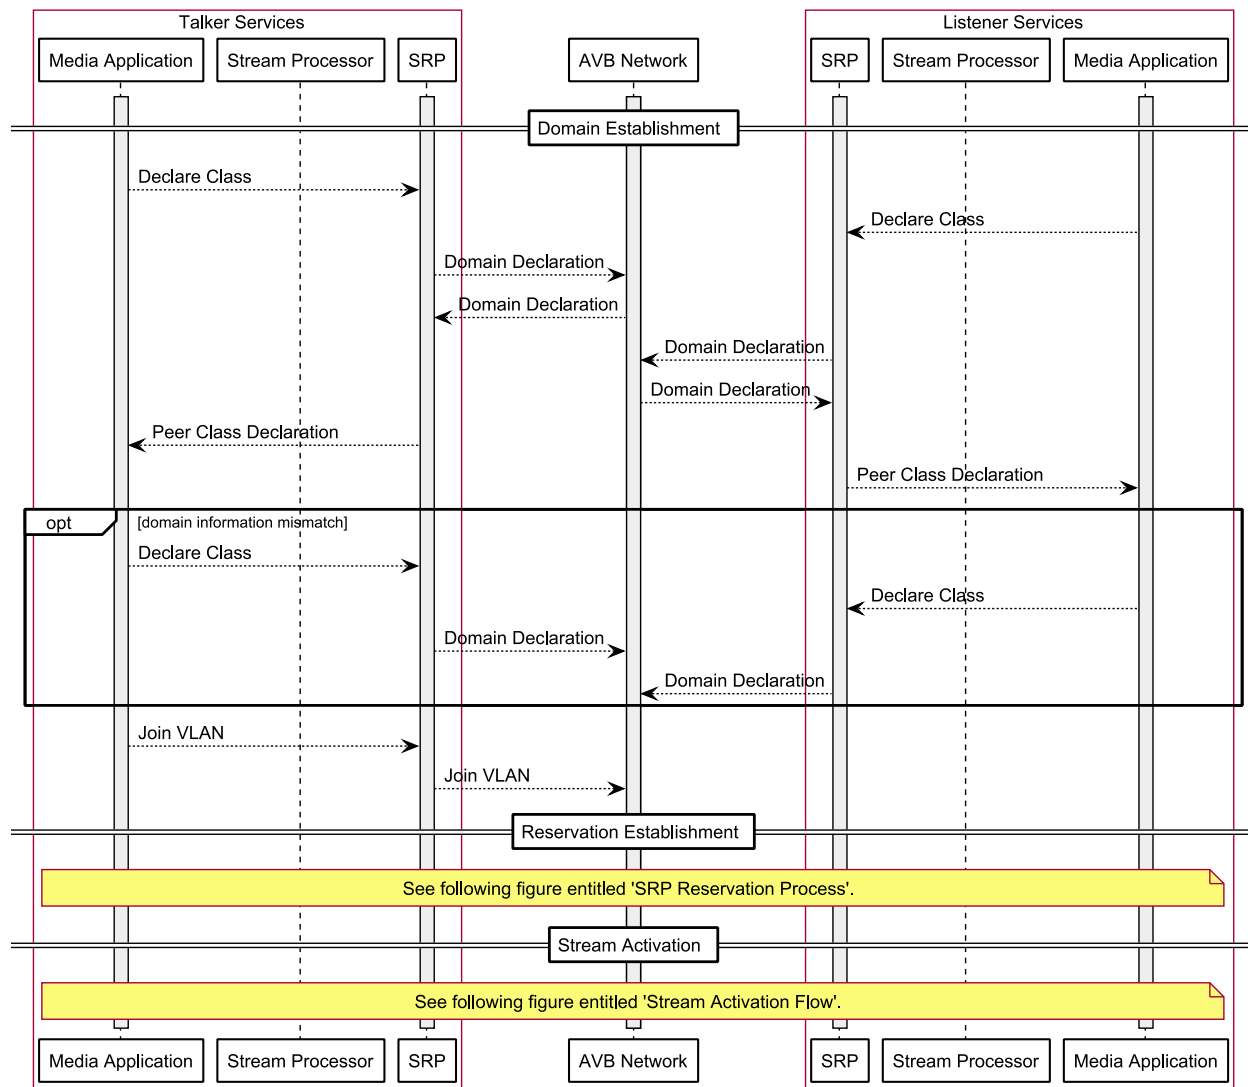 Talker Services
Listener Services
Media Application
Stream Processor
SRP
AVB Network
SRP
Stream Processor
Media Application
Domain Establishment
Declare Class
Declare Class
Domain Declaration
Domain Declaration
Domain Declaration
Domain Declaration
Peer Class Declaration
Peer Class Declaration
opt
[domain information mismatch]
Declare Class
Declare Class
Domain Declaration
Domain Declaration
Join VLAN
Join VLAN
Reservation Establishment
See following figure entitled 'SRP Reservation Process'.
Stream Activation
See following figure entitled 'Stream Activation Flow'.
Media Application
Stream Processor
SRP
AVB Network
SRP
Stream Processor
Media Application